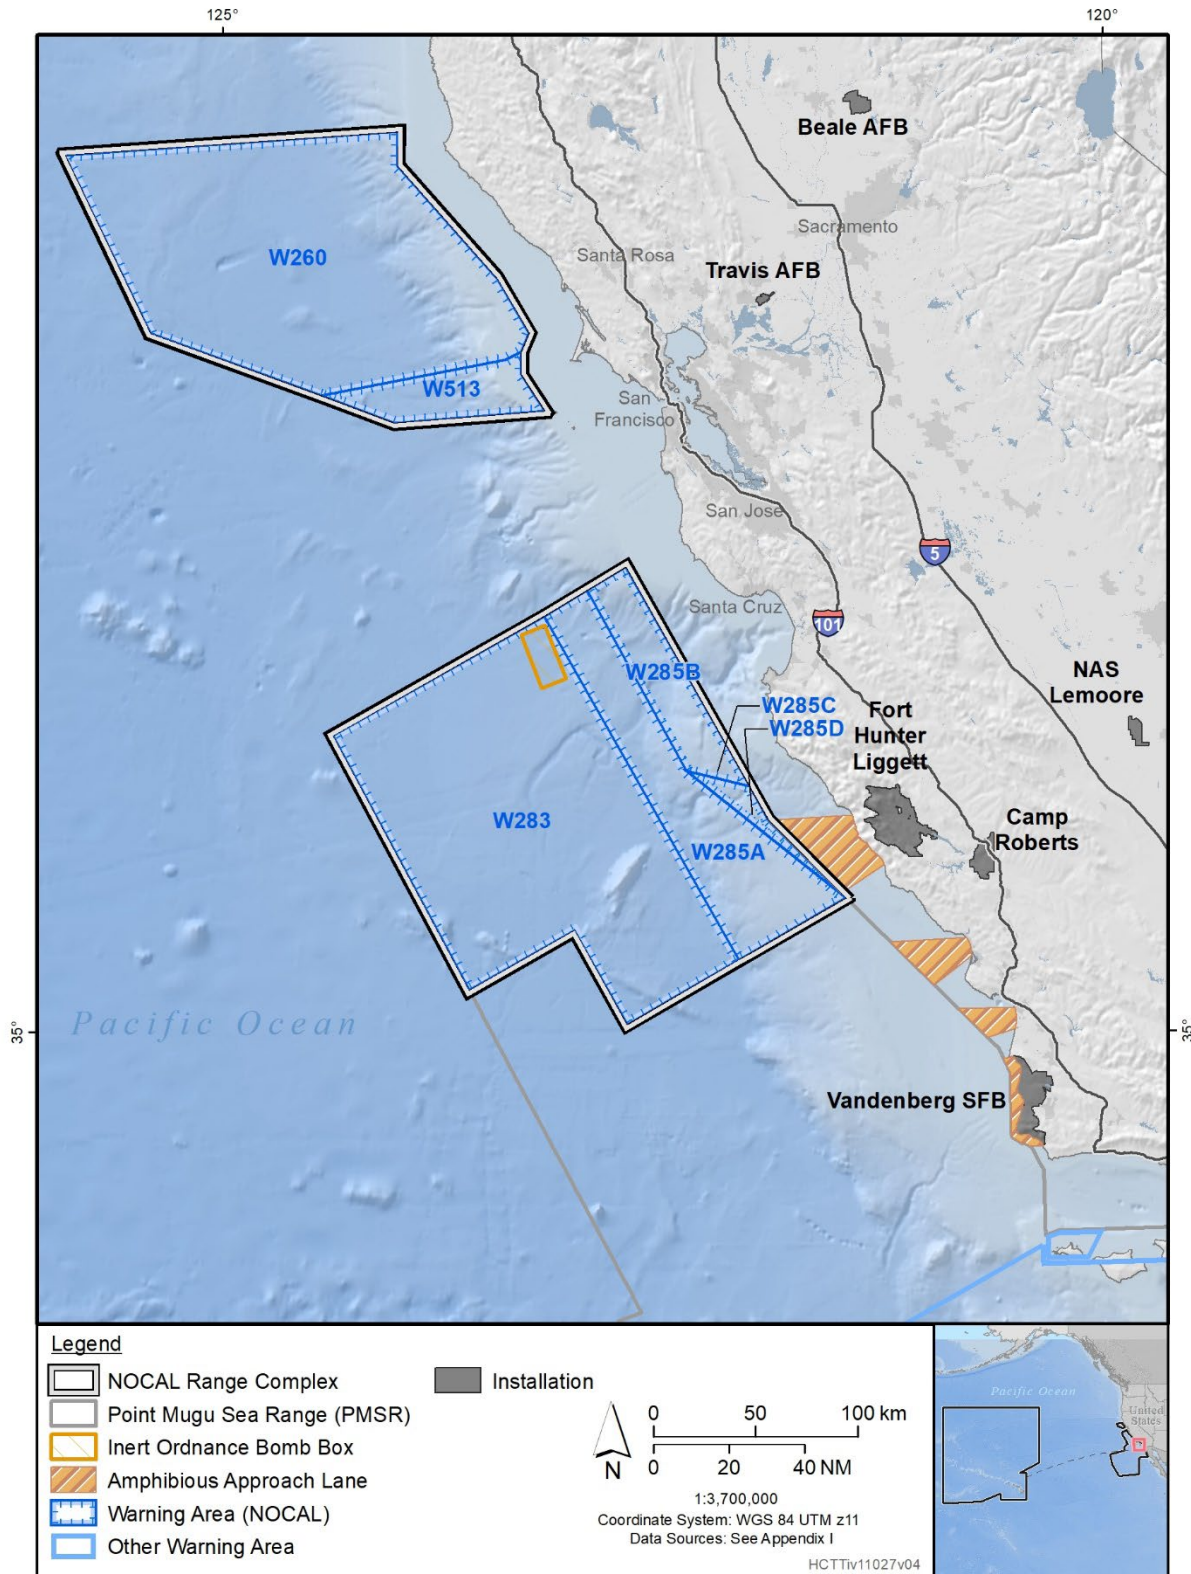 125°
120°
Beale AFB
Sacramento
Santa Rosa
Travis AFB
W260
W513
San
Francisco
San Jose
5
Santa Cruz
101
W285B
NAS
Lemoore
W285C
W285D
Fort
Hunter
Liggett
W283
W285A
Camp
Roberts
Pacific Ocean
35°
35°
Vandenberg SFB
Legend
NOCAL Range Complex
Point Mugu Sea Range (PMSR)
Inert Ordnance Bomb Box
Amphibious Approach Lane
Warning Area (NOCAL)
Other Warning Area
Installation
N
0 50 100 km
0 20 40 NM
1:3,700,000
Coordinate System: WGS 84 UTM z11
Data Sources: See Appendix I
HCTTiv11027v04
Pacific Ocean
United
States